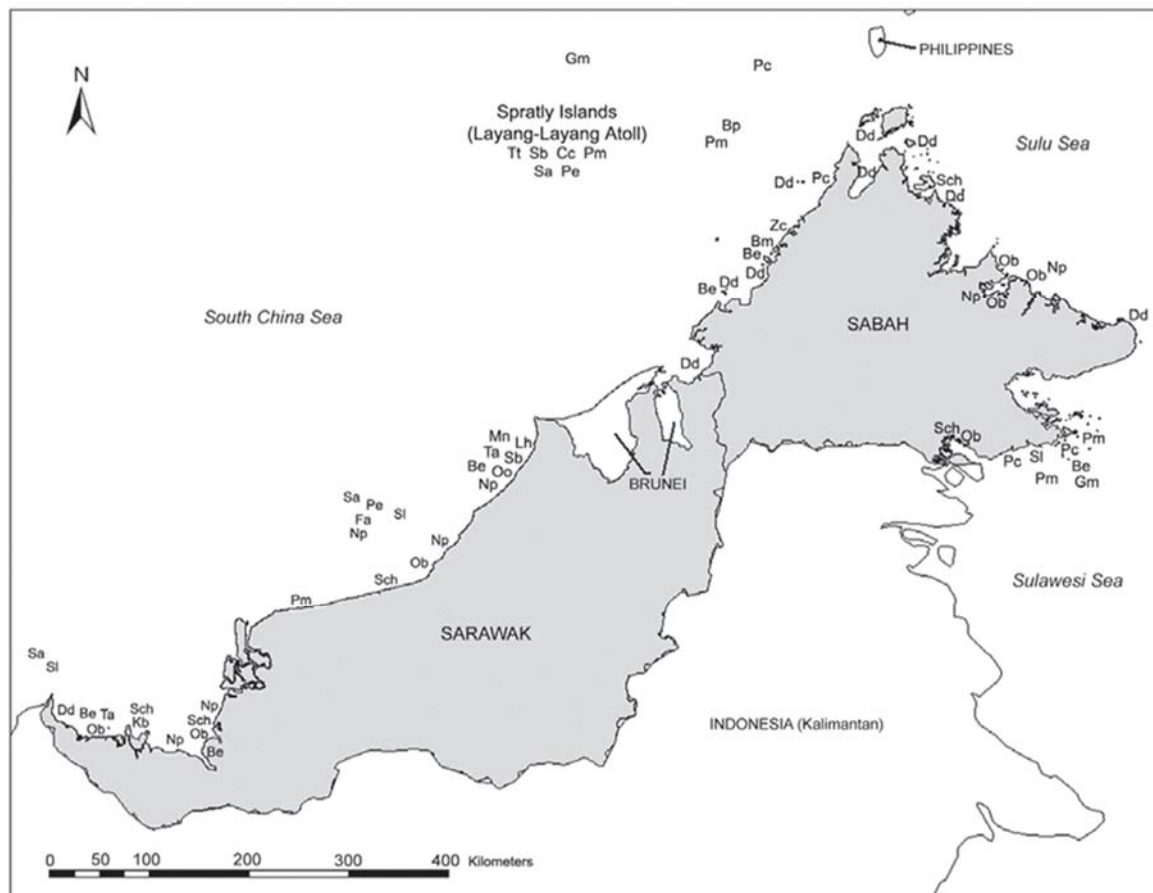 PHILIPPINES
Gm
Pc
N
Spratly Islands
(Layang-Layang Atoll)
Tt Sb Cc Pm
Sa Pe
Bp
Pm
Dd
Dd
Sulu Sea
Dd
Pc
Dd
Sch
Dd
Zc
Bm
Be
Dd
Be
Dd
Ob
Ob
Np
Np
Ob
Dd
South China Sea
SABAH
Dd
Mn
Lh
Ta
Sb
Be
Oo
Np
BRUNEI
Sch
Ob
Pc
Sl
Pm
Pc
Pm
Be
Gm
Sa
Pe
Sl
Fa
Np
Np
Ob
Sch
Pm
Sulawesi Sea
SARAWAK
Sa
Sl
Dd
Be
Ta
Ob
Sch
Kb
Np
Np
Sch
Ob
Be
INDONESIA (Kalimantan)
0 50 100 200 300 400 Kilometers